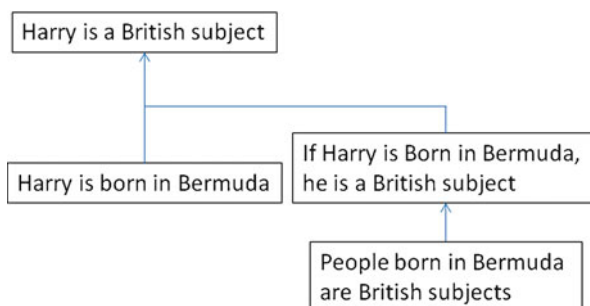 Harry is a British subject
Harry is born in Bermuda
If Harry is Born in Bermuda,
he is a British subject
People born in Bermuda
are British subjects